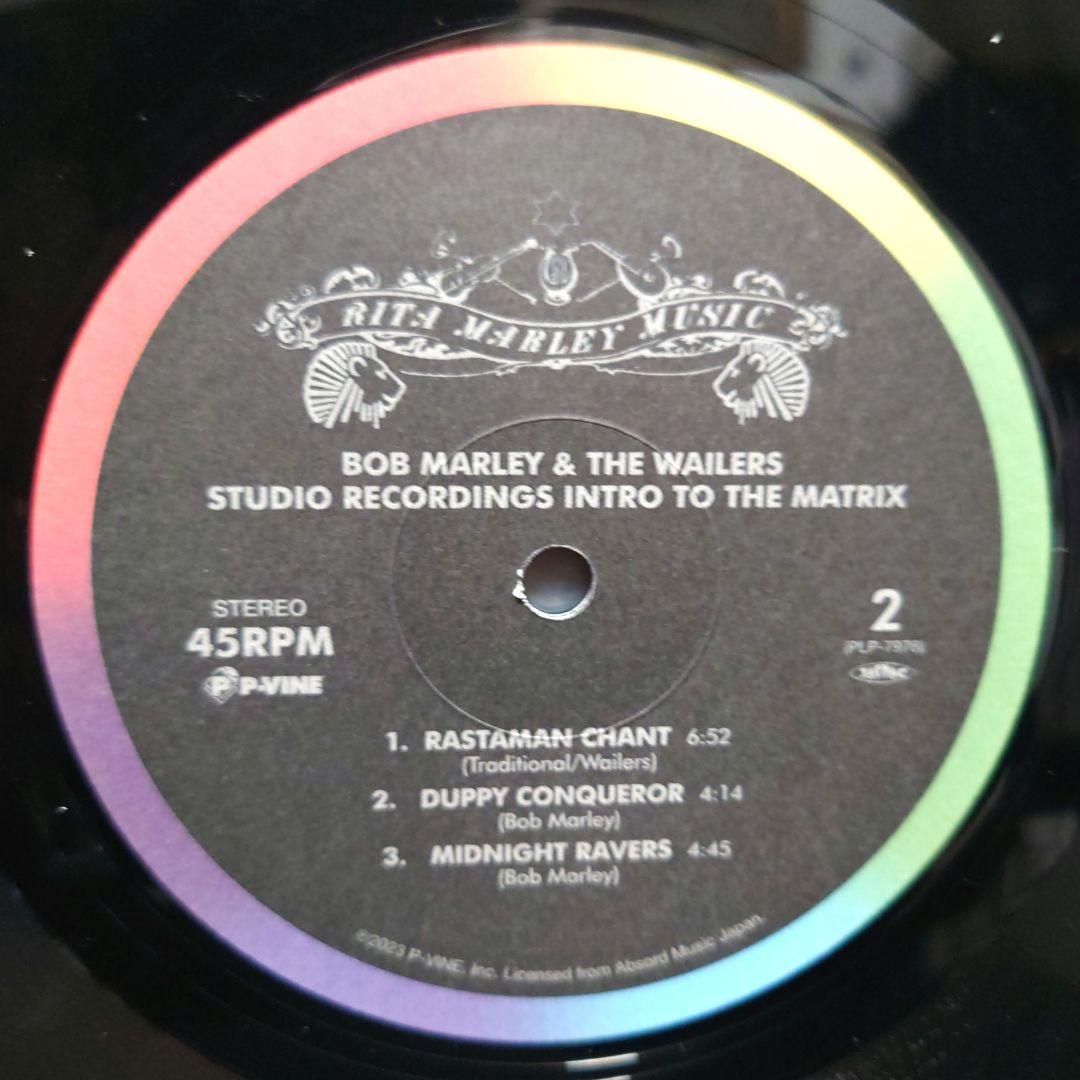 RITA MARLEY MUSIC
BOB MARLEY & THE WAILERS
STUDIO RECORDINGS INTRO TO THE MATRIX
STEREO
45RPM
P-VINE
2
(PLP-7976)
1. RASTAMAN CHANT 6:52
(Traditional/Wailers)
2. DUPPY CONQUEROR 4:14
(Bob Marley)
3. MIDNIGHT RAVERS 4:45
(Bob Marley)
℗2023 P-VINE, Inc. Licensed from Absord Music Japan.